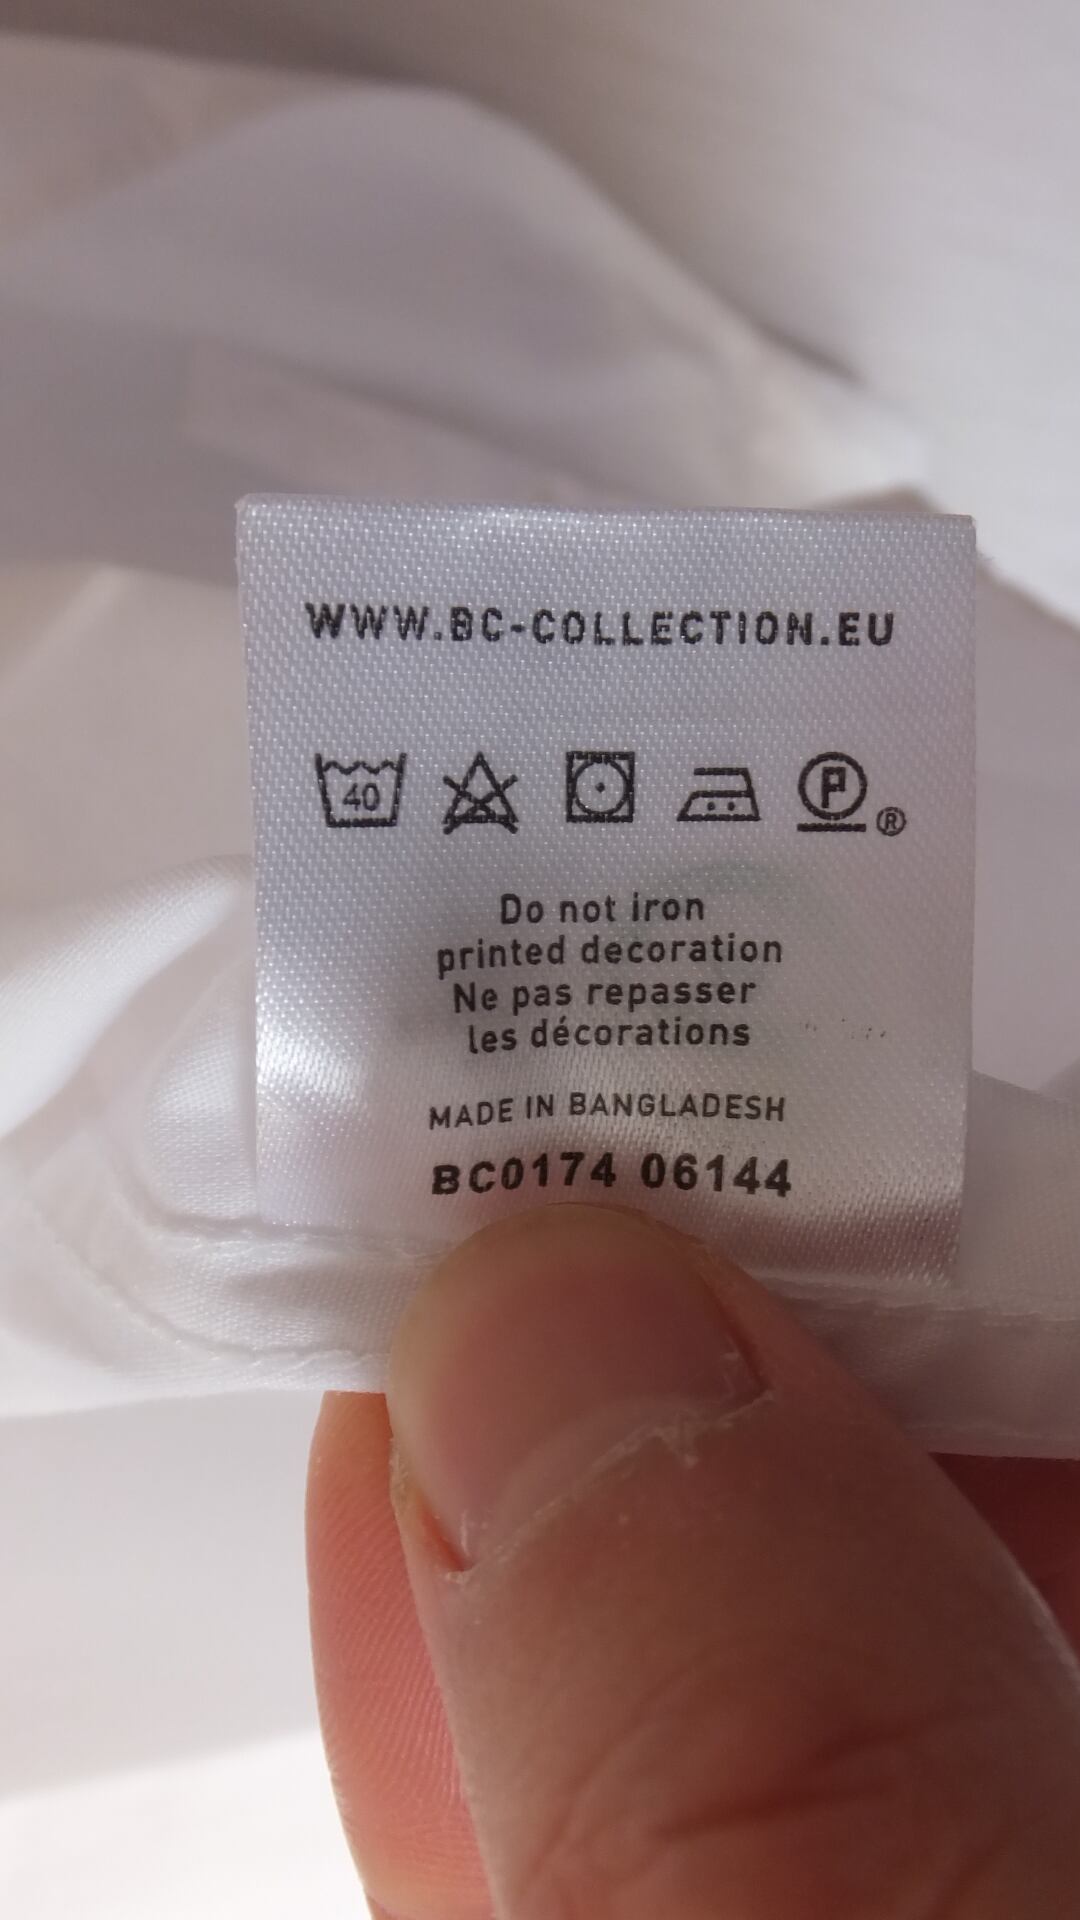 WWW.BC-COLLECTION.EU
40 P ®
Do not iron
printed decoration
Ne pas repasser
les décorations
MADE IN BANGLADESH
BC0174 06144